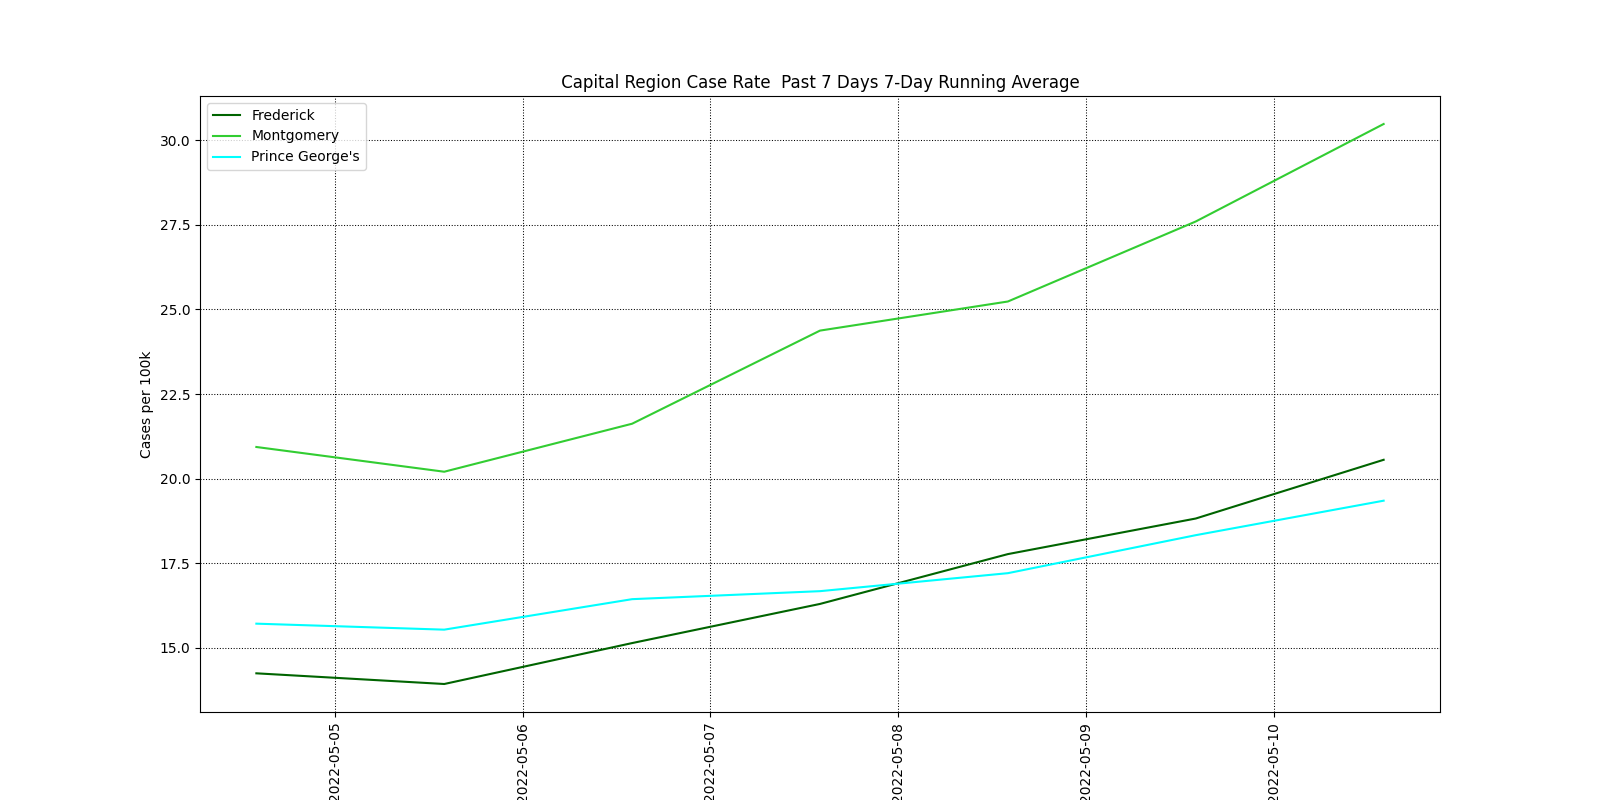 Capital Region Case Rate  Past 7 Days 7-Day Running Average
Frederick
Montgomery
Prince George's
30.0
27.5
25.0
22.5
20.0
17.5
15.0
Cases per 100k
2022-05-05
2022-05-06
2022-05-07
2022-05-08
2022-05-09
2022-05-10